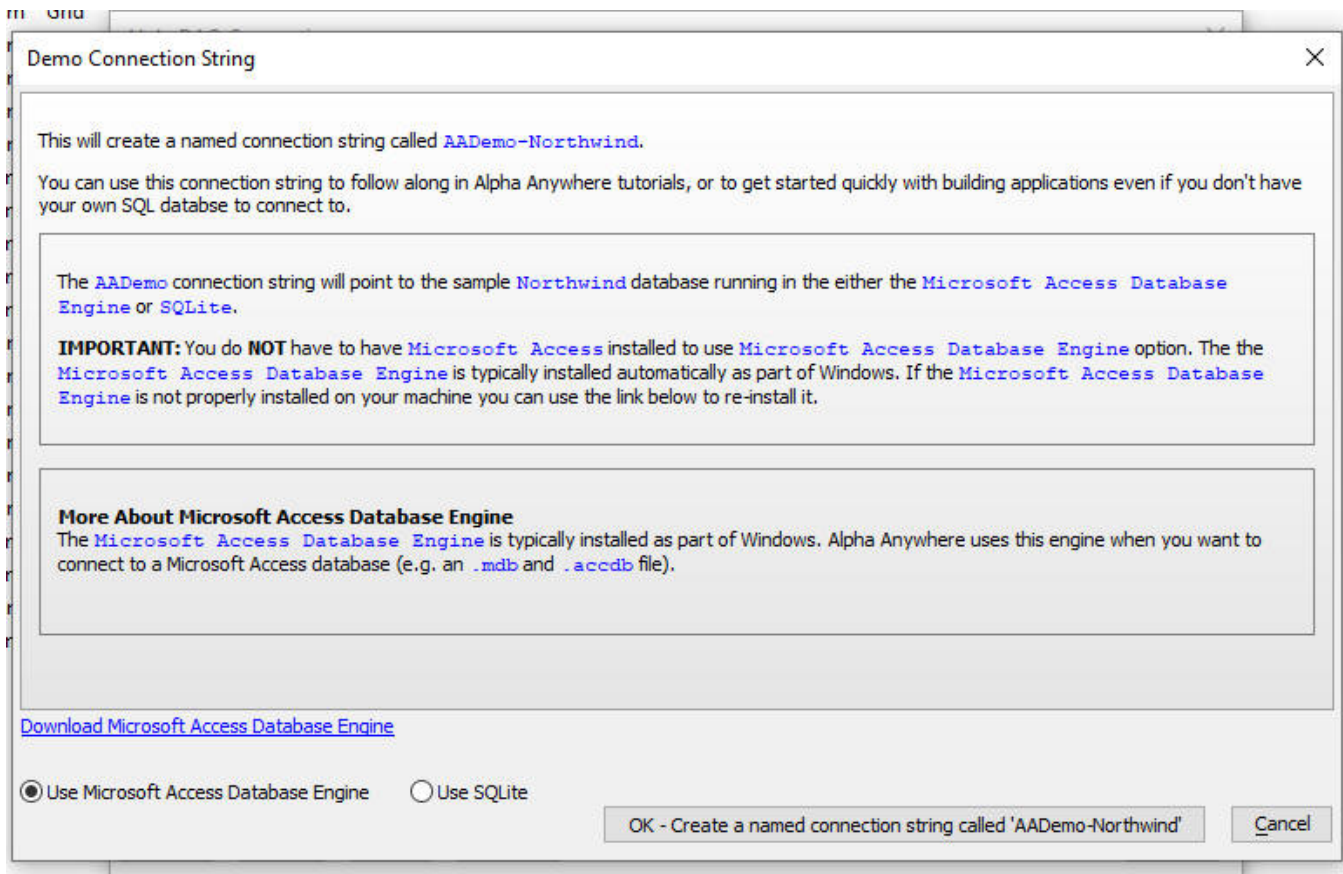 Grid
Demo Connection String
This will create a named connection string called AADemo-Northwind.
You can use this connection string to follow along in Alpha Anywhere tutorials, or to get started quickly with building applications even if you don't have
your own SQL databse to connect to.
The AADemo connection string will point to the sample Northwind database running in the either the Microsoft Access Database
Engine or SQLite.
IMPORTANT: You do NOT have to have Microsoft Access installed to use Microsoft Access Database Engine option. The the
Microsoft Access Database Engine is typically installed automatically as part of Windows. If the Microsoft Access Database
Engine is not properly installed on your machine you can use the link below to re-install it.
More About Microsoft Access Database Engine
The Microsoft Access Database Engine is typically installed as part of Windows. Alpha Anywhere uses this engine when you want to
connect to a Microsoft Access database (e.g. an .mdb and .accdb file).
Download Microsoft Access Database Engine
Use Microsoft Access Database Engine Use SQLite
OK - Create a named connection string called 'AADemo-Northwind' Cancel